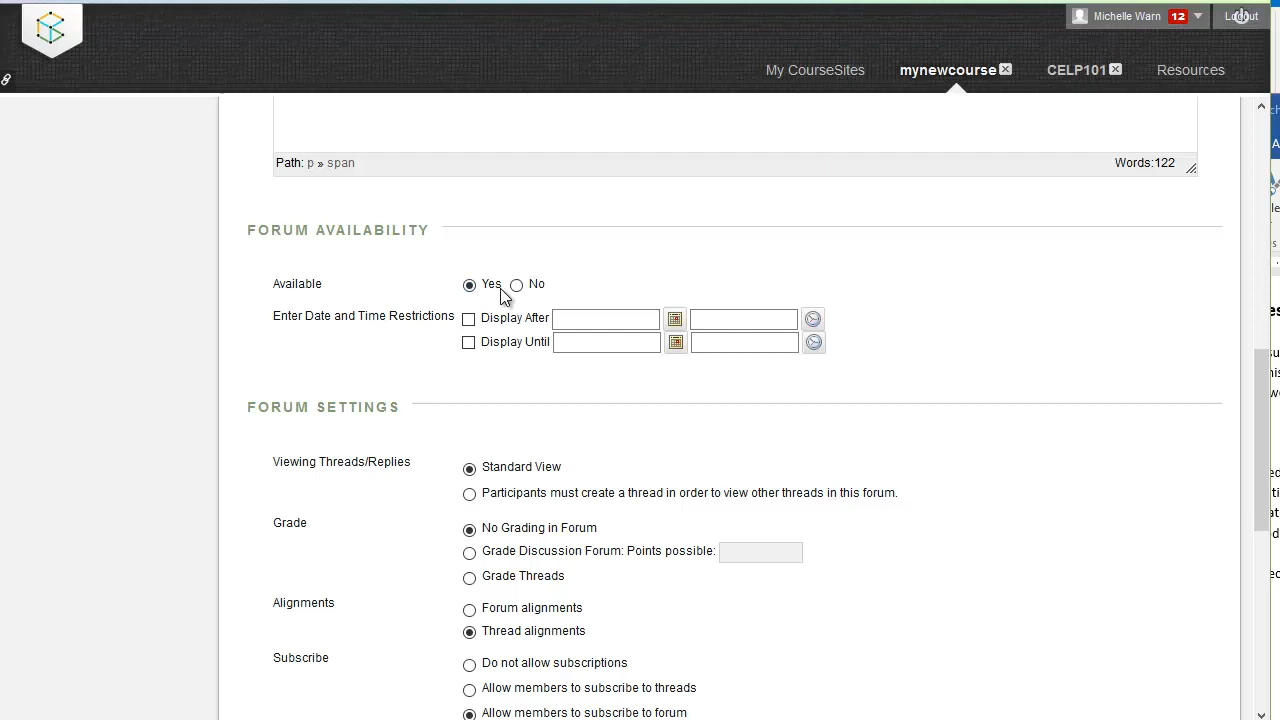 Michelle Warn 12 Logout
My CourseSites mynewcourse CELP101 Resources
Path: p » span Words:122
FORUM AVAILABILITY
Available Yes No
Enter Date and Time Restrictions Display After
Display Until
FORUM SETTINGS
Viewing Threads/Replies Standard View
Participants must create a thread in order to view other threads in this forum.
Grade No Grading in Forum
Grade Discussion Forum: Points possible:
Grade Threads
Alignments Forum alignments
Thread alignments
Subscribe Do not allow subscriptions
Allow members to subscribe to threads
Allow members to subscribe to forum